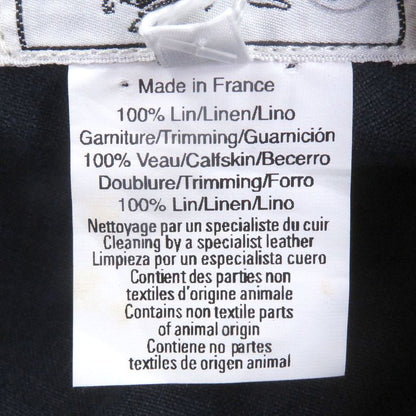 Made in France
100% Lin/Linen/Lino
Garniture/Trimming/Guarnición
100% Veau/Calfskin/Becerro
Doublure/Trimming/Forro
100% Lin/Linen/Lino
Nettoyage par un specialiste du cuir
Cleaning by a specialist leather
Limpieza por un especialista cuero
Contient des parties non
textiles d'origine animale
Contains non textile parts
of animal origin
Contiene no partes
textiles de origen animal